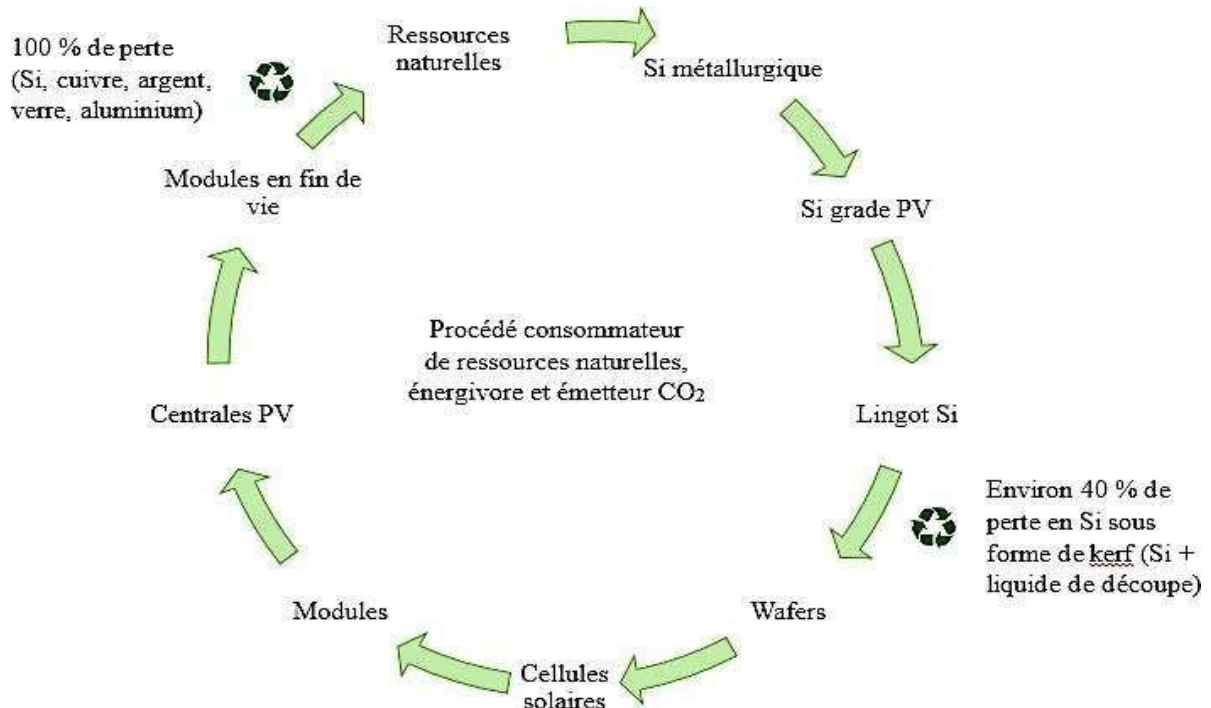 100 % de perte
(Si, cuivre, argent,
verre, aluminium)
Ressources
naturelles
Si métallurgique
Si grade PV
Lingot Si
Environ 40 % de
perte en Si sous
forme de kerf (Si +
liquide de découpe)
Wafers
Cellules
solaires
Modules
Centrales PV
Modules en fin de
vie
Procédé consommateur
de ressources naturelles,
énergivore et émetteur CO2